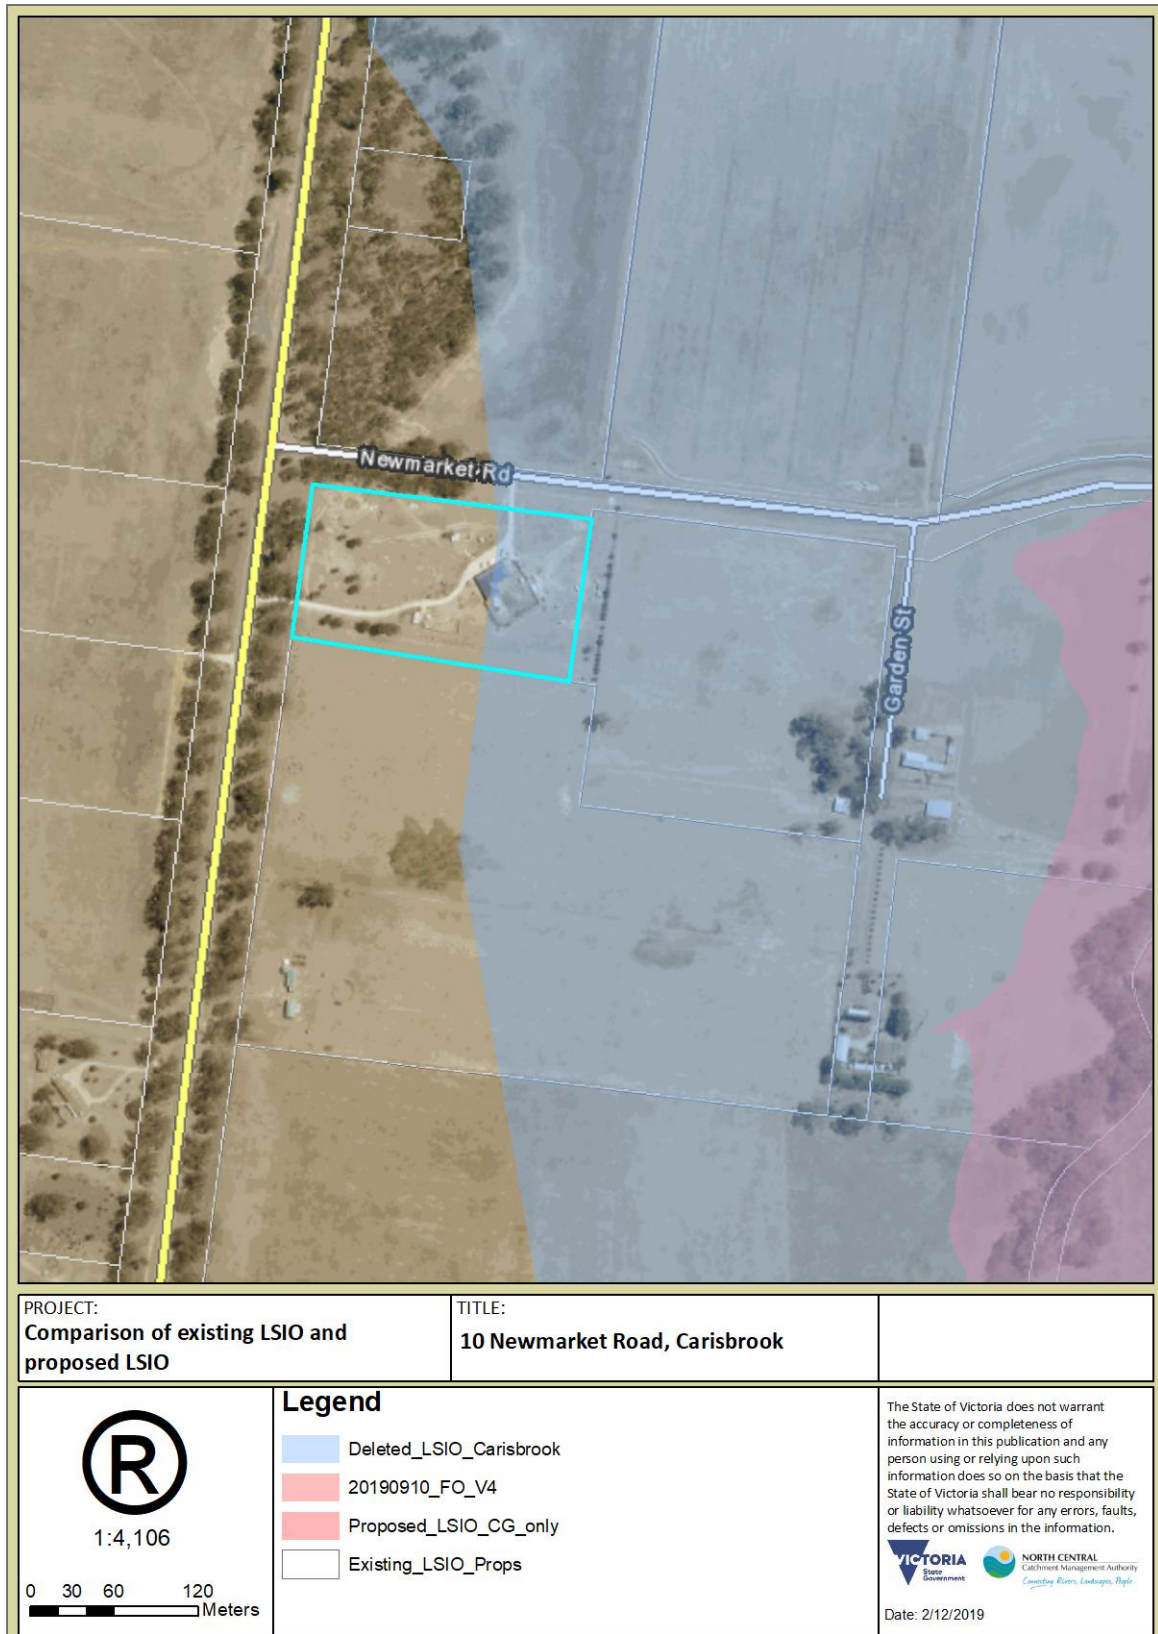 Newmarket Rd
Garden St
PROJECT:
Comparison of existing LSIO and
proposed LSIO
TITLE:
10 Newmarket Road, Carisbrook
R
1:4,106
0 30 60 120
Meters
Legend
Deleted_LSIO_Carisbrook
20190910_FO_V4
Proposed_LSIO_CG_only
Existing_LSIO_Props
The State of Victoria does not warrant
the accuracy or completeness of
information in this publication and any
person using or relying upon such
information does so on the basis that the
State of Victoria shall bear no responsibility
or liability whatsoever for any errors, faults,
defects or omissions in the information.
VICTORIA
State
Government
NORTH CENTRAL
Catchment Management Authority
Connecting Rivers, Landscapes, People
Date: 2/12/2019